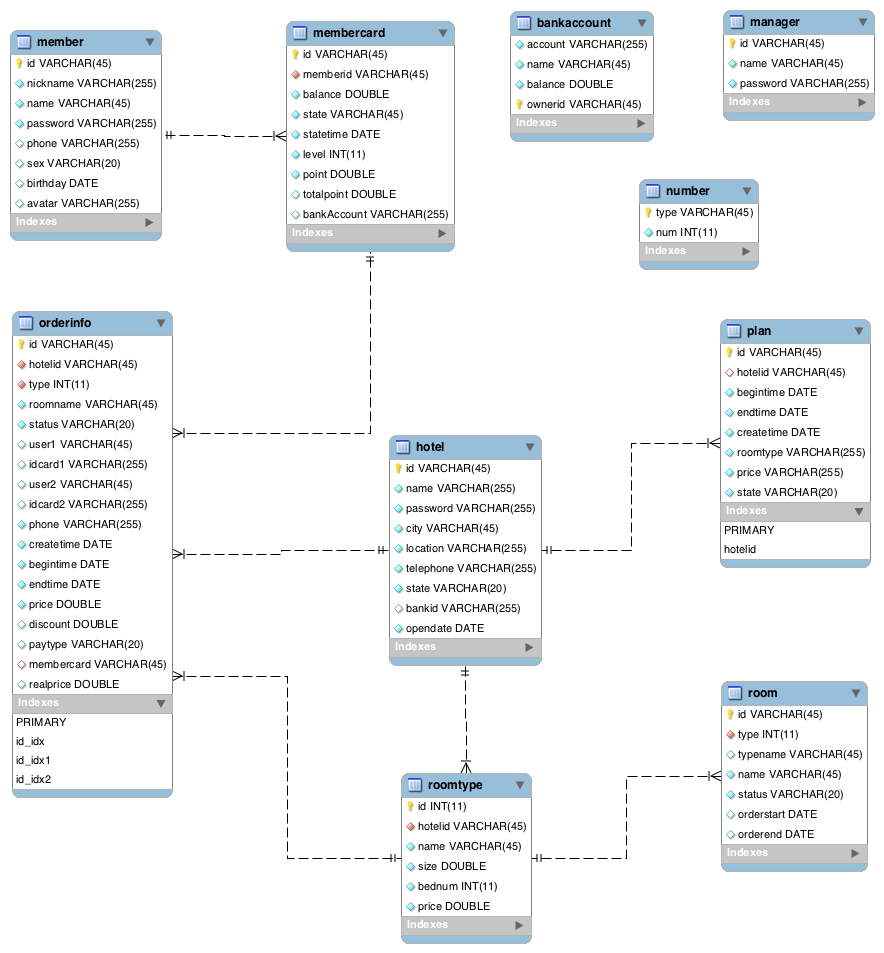 member
id VARCHAR(45)
nickname VARCHAR(255)
name VARCHAR(45)
password VARCHAR(255)
phone VARCHAR(255)
sex VARCHAR(20)
birthday DATE
avatar VARCHAR(255)
Indexes
membercard
id VARCHAR(45)
memberid VARCHAR(45)
balance DOUBLE
state VARCHAR(45)
statetime DATE
level INT(11)
point DOUBLE
totalpoint DOUBLE
bankAccount VARCHAR(255)
Indexes
bankaccount
account VARCHAR(255)
name VARCHAR(45)
balance DOUBLE
ownerid VARCHAR(45)
Indexes
manager
id VARCHAR(45)
name VARCHAR(45)
password VARCHAR(255)
Indexes
number
type VARCHAR(45)
num INT(11)
Indexes
orderinfo
id VARCHAR(45)
hotelid VARCHAR(45)
type INT(11)
roomname VARCHAR(45)
status VARCHAR(20)
user1 VARCHAR(45)
idcard1 VARCHAR(255)
user2 VARCHAR(45)
idcard2 VARCHAR(255)
phone VARCHAR(255)
createtime DATE
begintime DATE
endtime DATE
price DOUBLE
discount DOUBLE
paytype VARCHAR(20)
membercard VARCHAR(45)
realprice DOUBLE
Indexes
PRIMARY
id_idx
id_idx1
id_idx2
hotel
id VARCHAR(45)
name VARCHAR(255)
password VARCHAR(255)
city VARCHAR(45)
location VARCHAR(255)
telephone VARCHAR(255)
state VARCHAR(20)
bankid VARCHAR(255)
opendate DATE
Indexes
plan
id VARCHAR(45)
hotelid VARCHAR(45)
begintime DATE
endtime DATE
createtime DATE
roomtype VARCHAR(255)
price VARCHAR(255)
state VARCHAR(20)
Indexes
PRIMARY
hotelid
roomtype
id INT(11)
hotelid VARCHAR(45)
name VARCHAR(45)
size DOUBLE
bednum INT(11)
price DOUBLE
Indexes
room
id VARCHAR(45)
type INT(11)
typename VARCHAR(45)
name VARCHAR(45)
status VARCHAR(20)
orderstart DATE
orderend DATE
Indexes